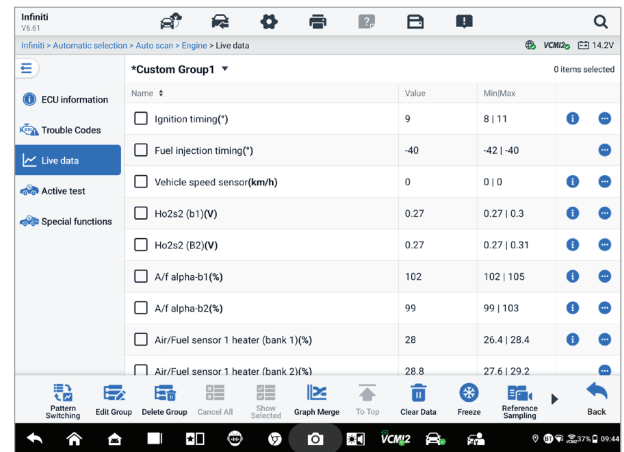 Infiniti
V6.61
Infiniti > Automatic selection > Auto scan > Engine > Live data
VCMI2 14.2V
*Custom Group1
0 items selected
ECU information
Trouble Codes
Live data
Active test
Special functions
Name Value Min|Max
Ignition timing(°) 9 8 | 11
Fuel injection timing(°) -40 -42 | -40
Vehicle speed sensor(km/h) 0 0 | 0
Ho2s2 (b1)(V) 0.27 0.27 | 0.3
Ho2s2 (B2)(V) 0.27 0.27 | 0.31
A/f alpha-b1(%) 102 102 | 105
A/f alpha-b2(%) 99 99 | 103
Air/Fuel sensor 1 heater (bank 1)(%) 28 26.4 | 28.4
Air/Fuel sensor 1 heater (bank 2)(%) 28.8 27.6 | 29.2
Pattern Switching
Edit Group
Delete Group
Cancel All
Show Selected
Graph Merge
To Top
Clear Data
Freeze
Reference Sampling
Back
VCMI2
37% 09:44